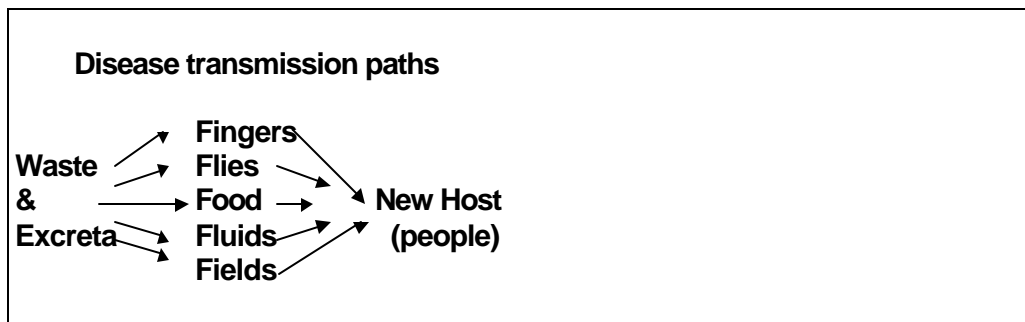 Disease transmission paths
Fingers
Waste Flies
& Food New Host
Excreta Fluids (people)
Fields